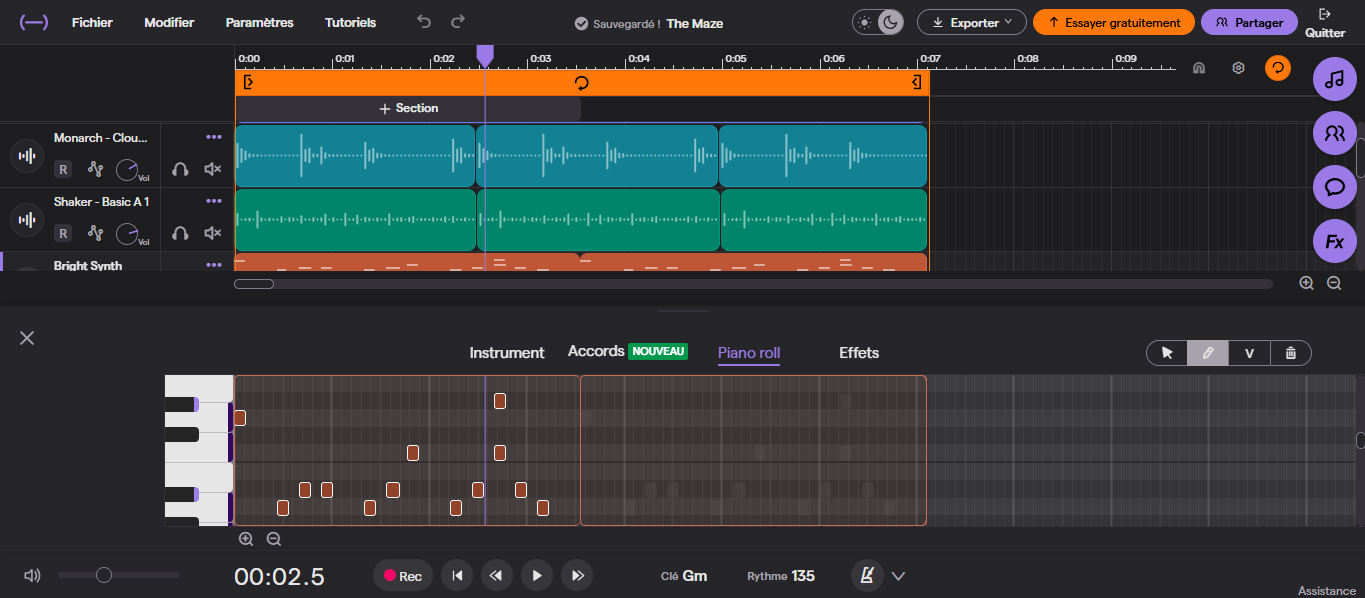 Fichier Modifier Paramètres Tutoriels Sauvegardé ! The Maze Exporter Essayer gratuitement Partager Quitter
0:00 0:01 0:02 0:03 0:04 0:05 0:06 0:07 0:08 0:09
+ Section
Monarch - Clou...
R Vol
Shaker - Basic A 1
R Vol
Bright Synth
Fx
Instrument Accords NOUVEAU Piano roll Effets
V
00:02.5 Rec Clé Gm Rythme 135
Assistance